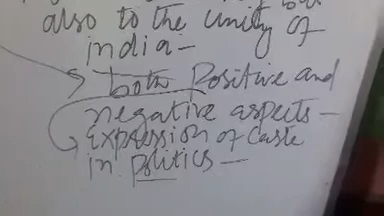 also to the unity of
india -
both Positive and
negative aspects -
expression of caste
in politics -